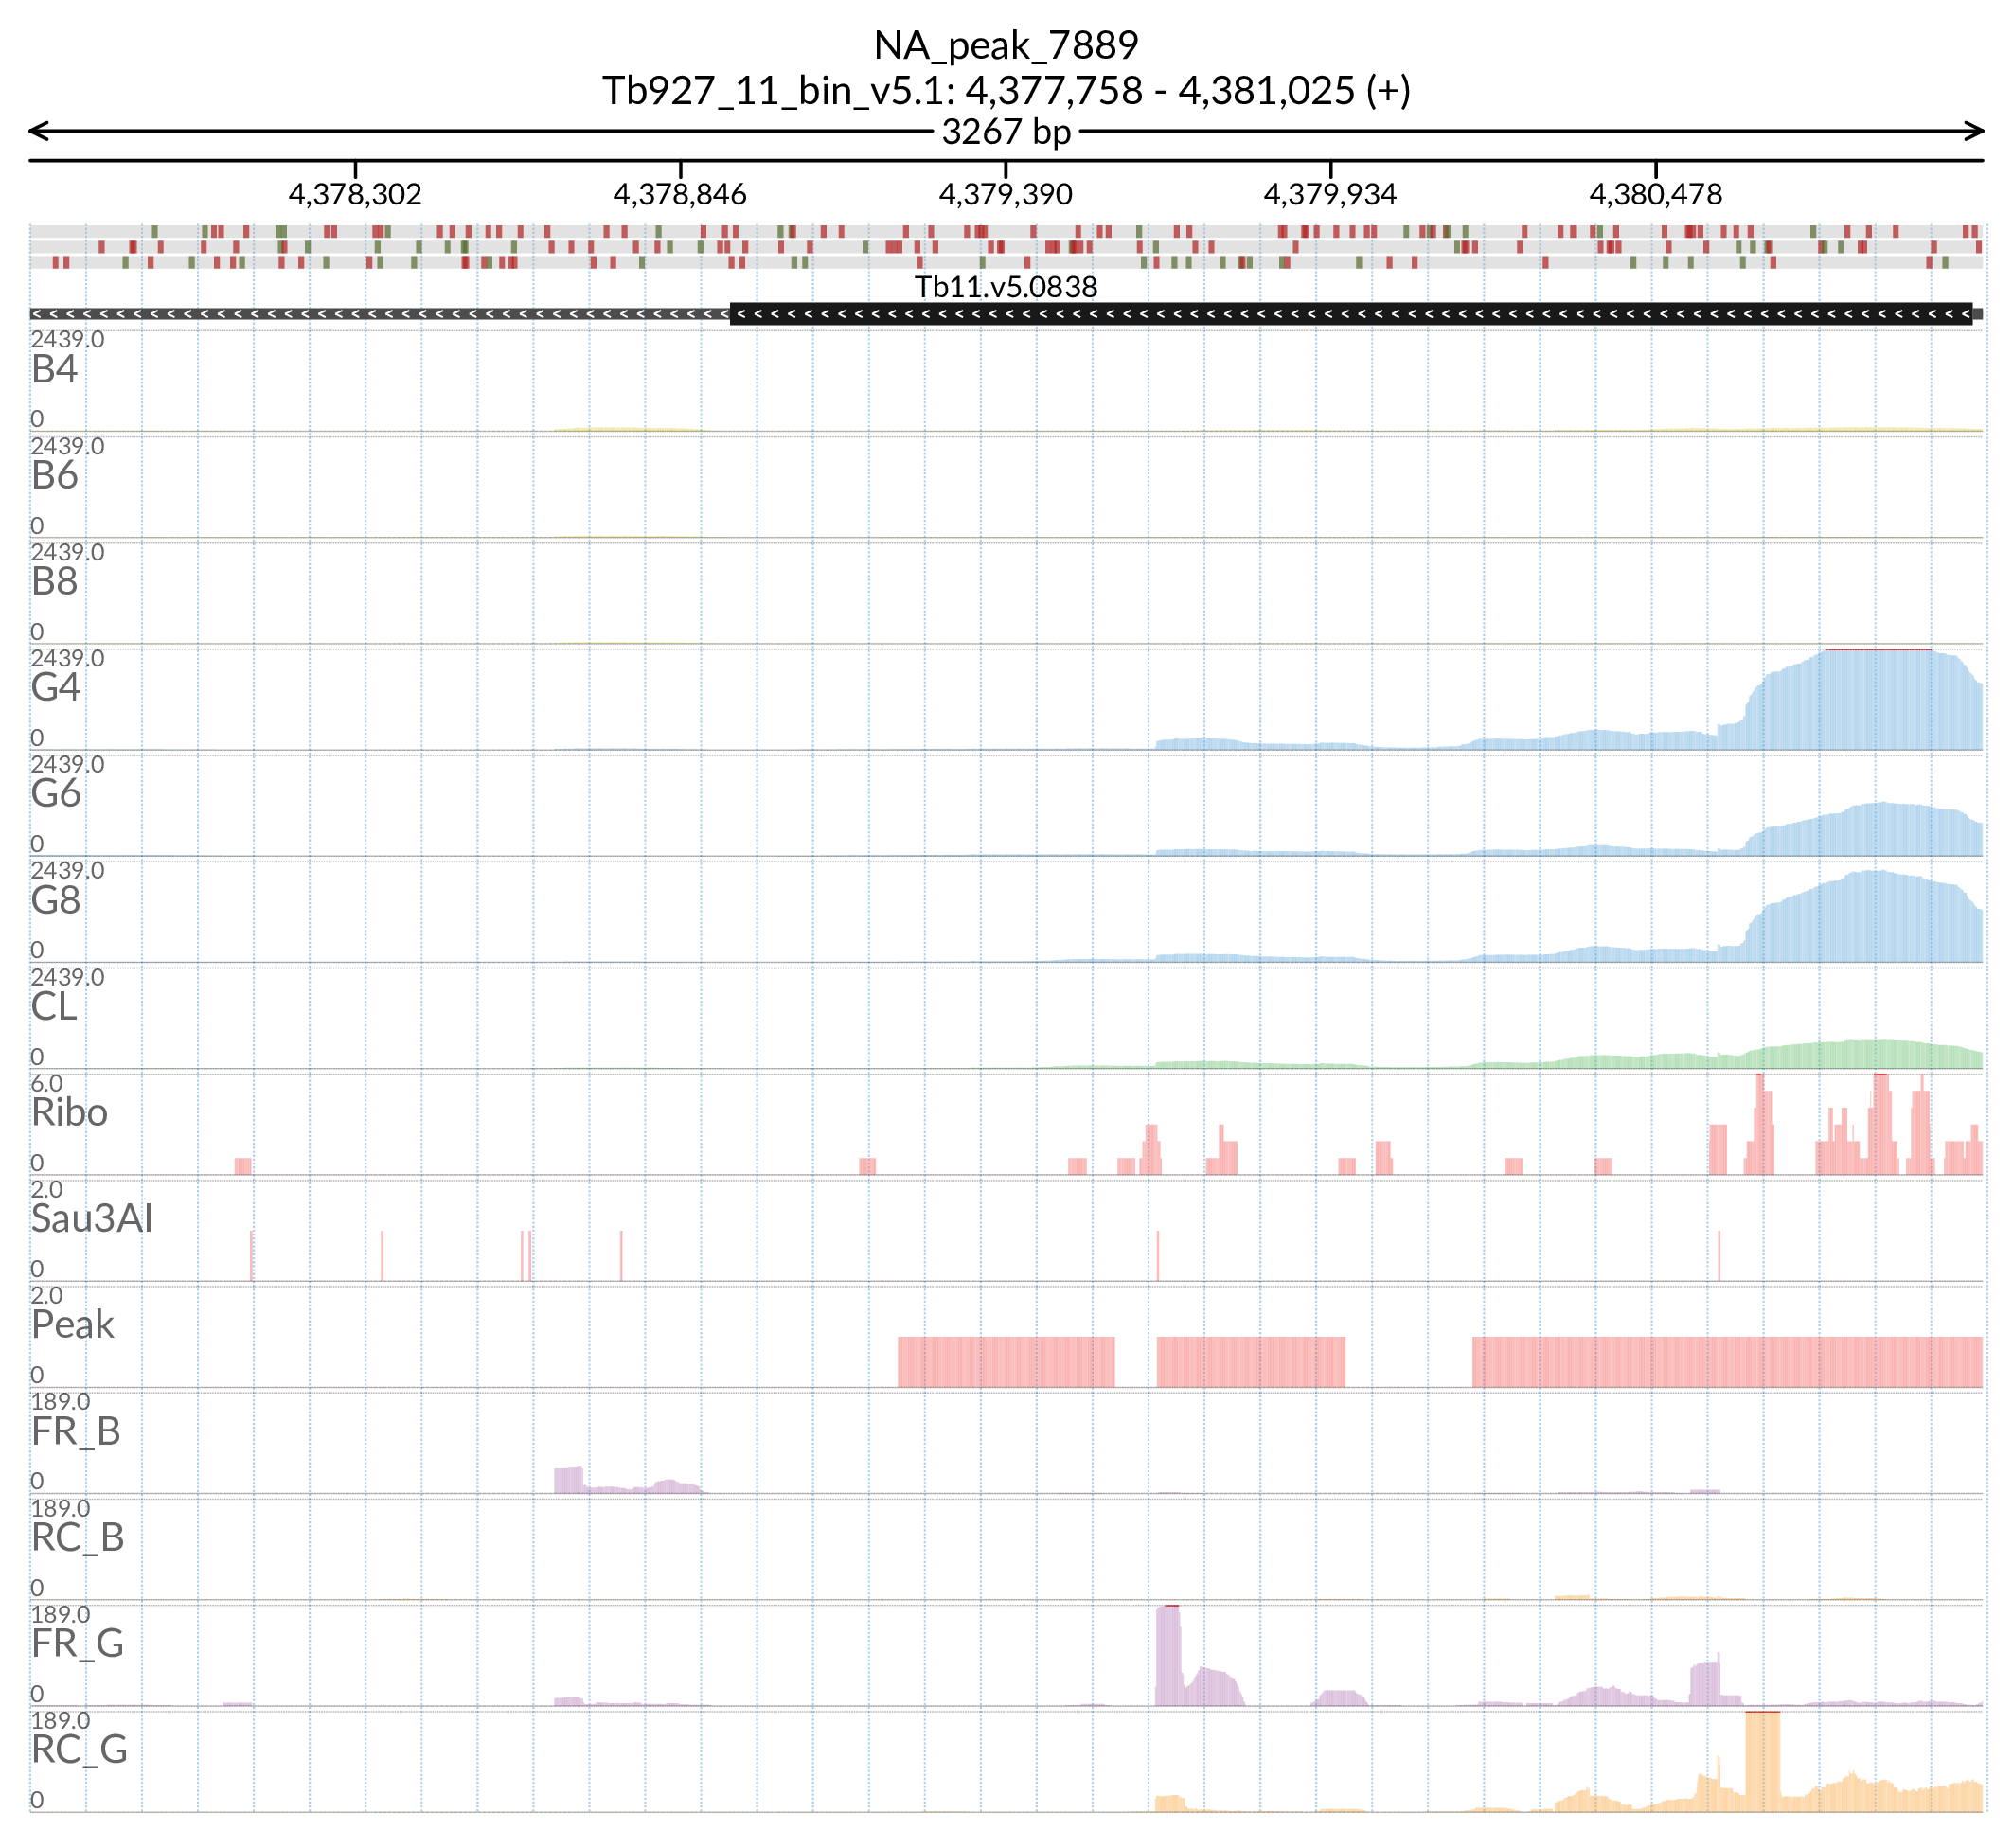 NA_peak_7889
Tb927_11_bin_v5.1: 4,377,758 - 4,381,025 (+)
3267 bp
4,378,302 4,378,846 4,379,390 4,379,934 4,380,478
Tb11.v5.0838
2439.0
B4
0
2439.0
B6
0
2439.0
B8
0
2439.0
G4
0
2439.0
G6
0
2439.0
G8
0
2439.0
CL
0
6.0
Ribo
0
2.0
Sau3AI
0
2.0
Peak
0
189.0
FR_B
0
189.0
RC_B
0
189.0
FR_G
0
189.0
RC_G
0